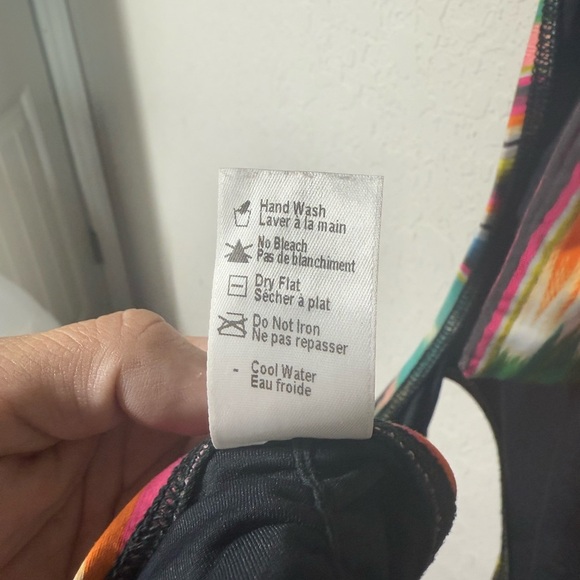 Hand Wash
Laver à la main
No Bleach
Pas de blanchiment
Dry Flat
Sécher à plat
Do Not Iron
Ne pas repasser
- Cool Water
Eau froide